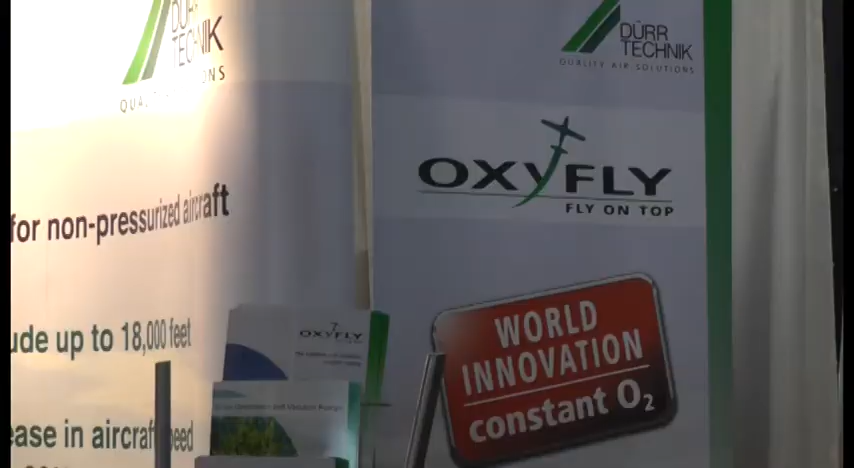 DÜRR
TECHNIK
for non-pressurized aircraft
ude up to 18,000 feet
ease in aircraft
DÜRR
TECHNIK
QUALITY AIR SOLUTIONS
OXYFLY
FLY ON TOP
WORLD
INNOVATION
constant O₂
OXYFLY